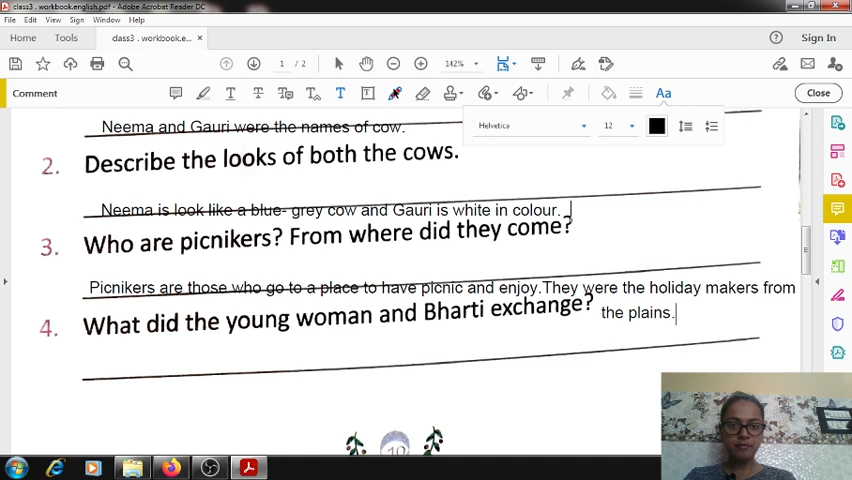 class3 . workbook.english.pdf - Adobe Acrobat Reader DC
File Edit View Sign Window Help
Home Tools class3 . workbook.e... × Sign In
1 / 2 142%
Comment Close
Helvetica 12
Aa
Neema and Gauri were the names of cow.
2. Describe the looks of both the cows.
Neema is look like a blue- grey cow and Gauri is white in colour.
3. Who are picnikers? From where did they come?
Picnikers are those who go to a place to have picnic and enjoy.They were the holiday makers from
4. What did the young woman and Bharti exchange? the plains.
10